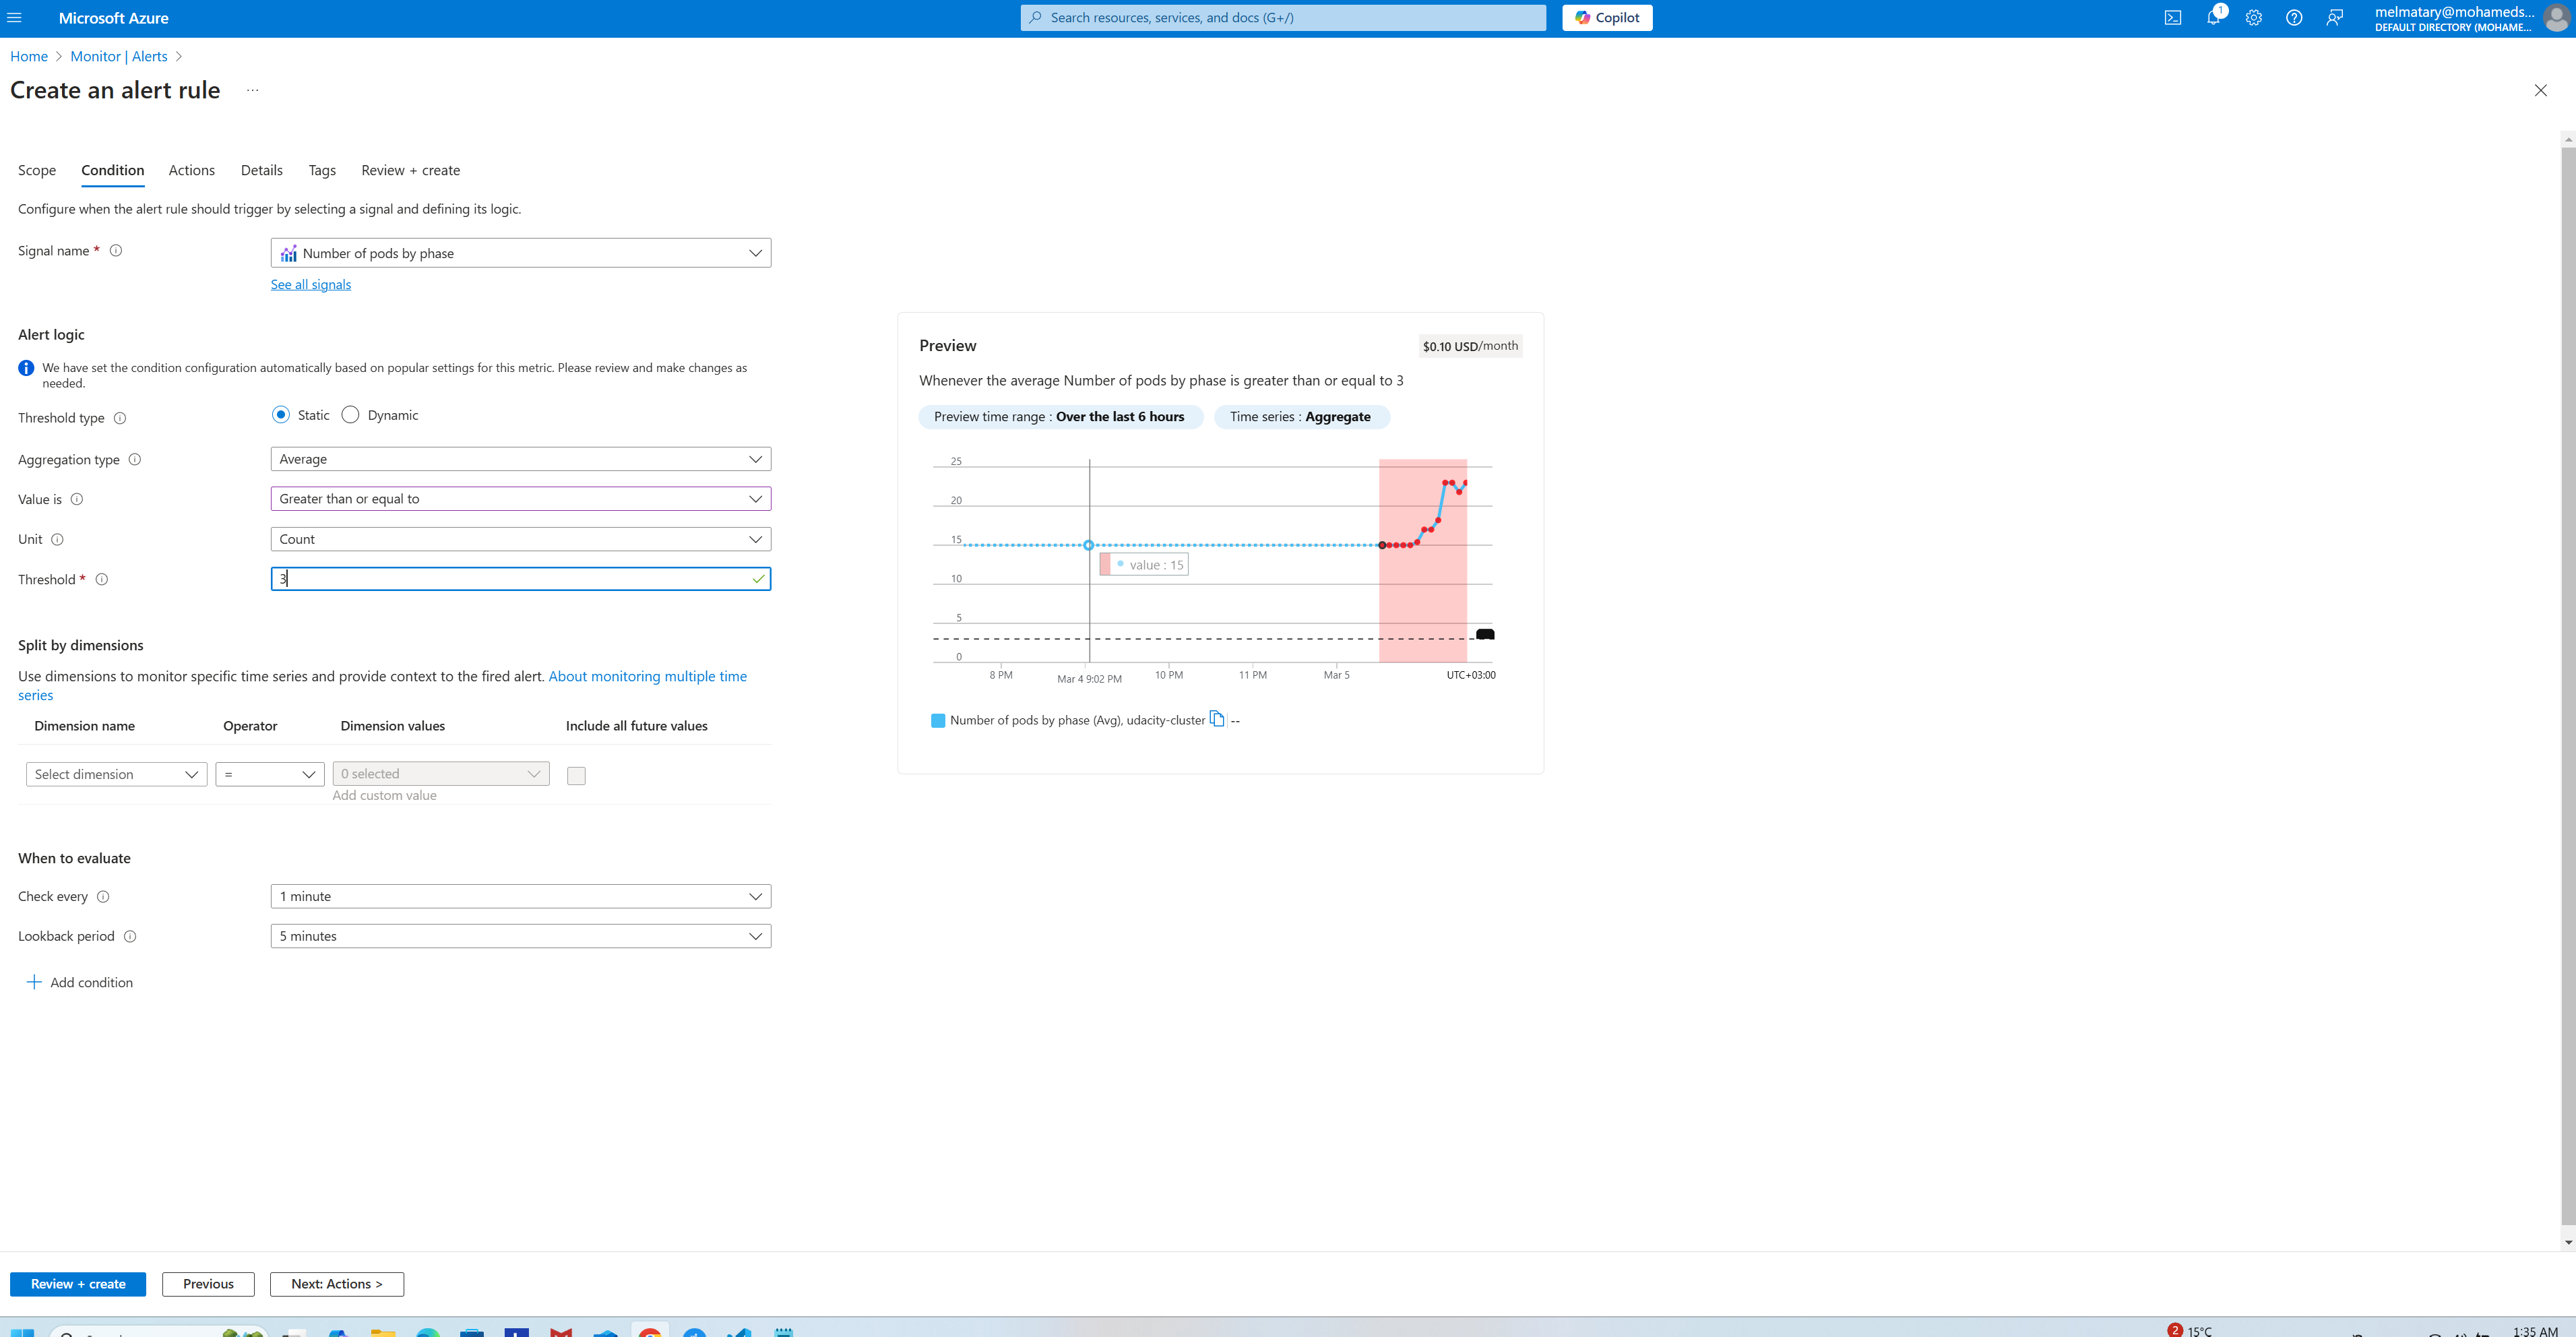 Microsoft Azure
Search resources, services, and docs (G+/)
Copilot
1
melmatary@mohameds...
DEFAULT DIRECTORY (MOHAME...
Home > Monitor | Alerts >
Create an alert rule ...
Scope Condition Actions Details Tags Review + create
Configure when the alert rule should trigger by selecting a signal and defining its logic.
Signal name *
Number of pods by phase
See all signals
Alert logic
We have set the condition configuration automatically based on popular settings for this metric. Please review and make changes as
needed.
Threshold type
Static Dynamic
Aggregation type
Average
Value is
Greater than or equal to
Unit
Count
Threshold *
3
Split by dimensions
Use dimensions to monitor specific time series and provide context to the fired alert. About monitoring multiple time
series
Dimension name Operator Dimension values Include all future values
Select dimension = 0 selected
Add custom value
When to evaluate
Check every
1 minute
Lookback period
5 minutes
Add condition
Preview
$0.10 USD/month
Whenever the average Number of pods by phase is greater than or equal to 3
Preview time range : Over the last 6 hours
Time series : Aggregate
25
20
15
value : 15
10
5
0
8 PM Mar 4 9:02 PM 10 PM 11 PM Mar 5 UTC+03:00
Number of pods by phase (Avg), udacity-cluster --
Review + create Previous Next: Actions >
2 15°C
1:35 AM